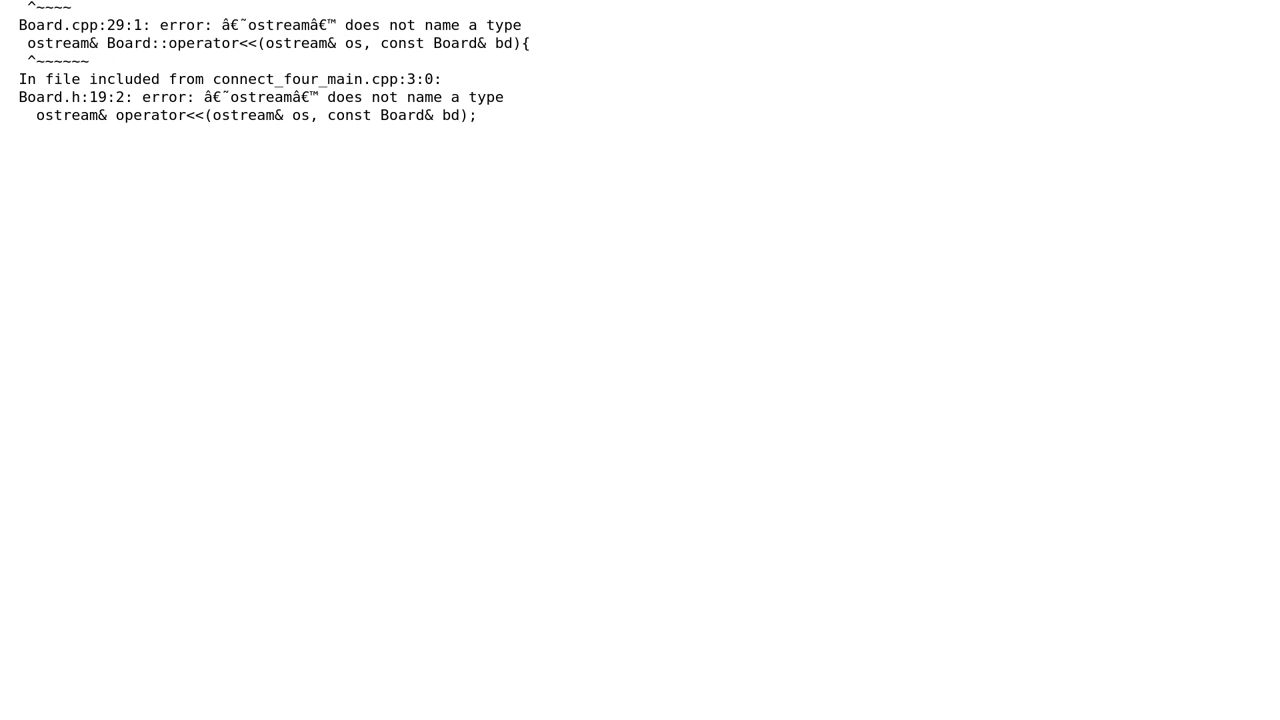 ^~~~~
Board.cpp:29:1: error: â€˜ostreamâ€™ does not name a type
ostream& Board::operator<<(ostream& os, const Board& bd){
^~~~~~~
In file included from connect_four_main.cpp:3:0:
Board.h:19:2: error: â€˜ostreamâ€™ does not name a type
ostream& operator<<(ostream& os, const Board& bd);